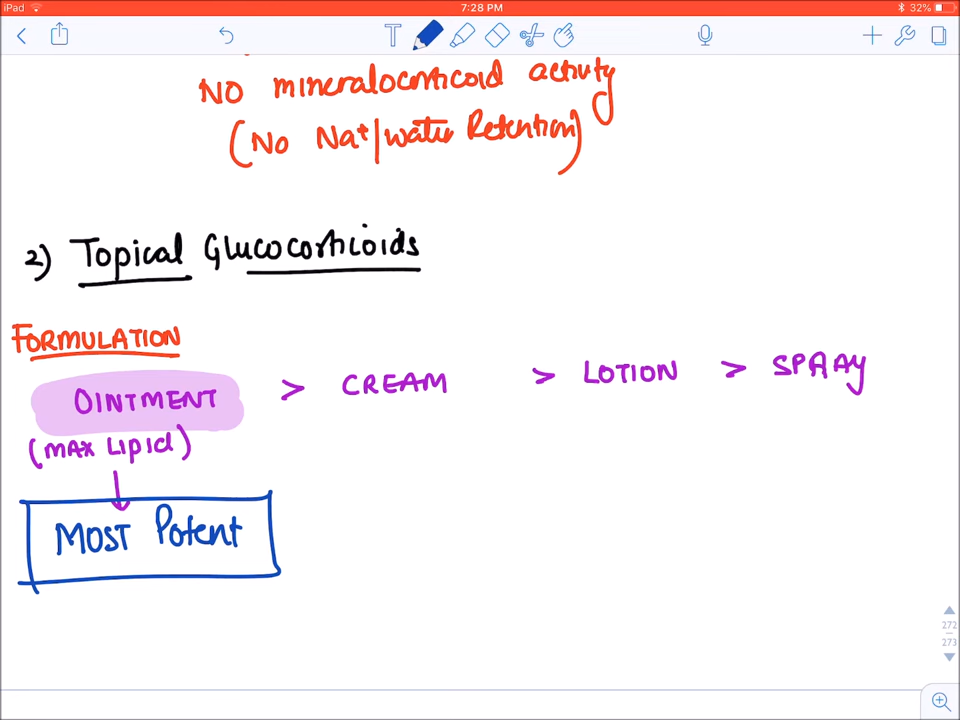 iPad 7:28 PM 32%
NO mineralocorticoid activity
(No Na+/water Retention)
2) Topical Glucocorticoids
FORMULATION
OINTMENT > CREAM > LOTION > SPRAY
(MAX Lipid)
MOST Potent
272
273